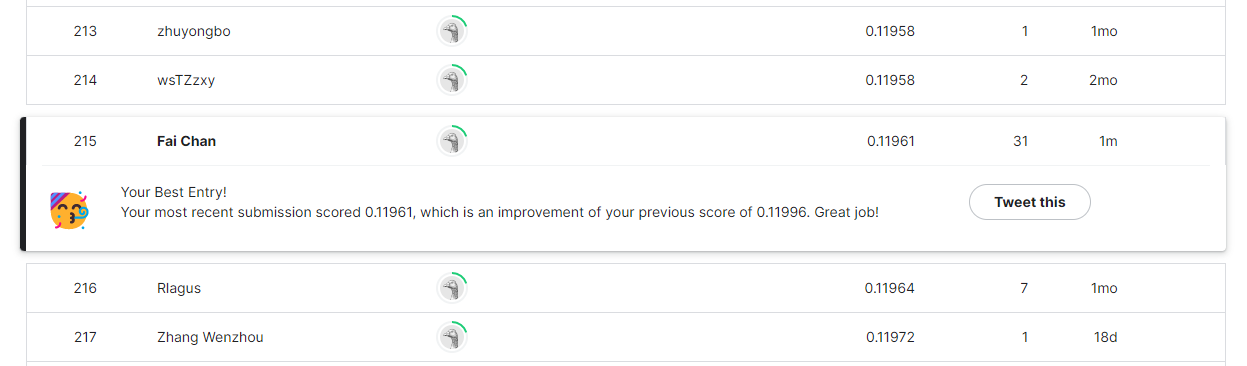 213 zhuyongbo 0.11958 1 1mo
214 wsTZzxy 0.11958 2 2mo
215 Fai Chan 0.11961 31 1m
Your Best Entry!
Your most recent submission scored 0.11961, which is an improvement of your previous score of 0.11996. Great job!
Tweet this
216 Rlagus 0.11964 7 1mo
217 Zhang Wenzhou 0.11972 1 18d